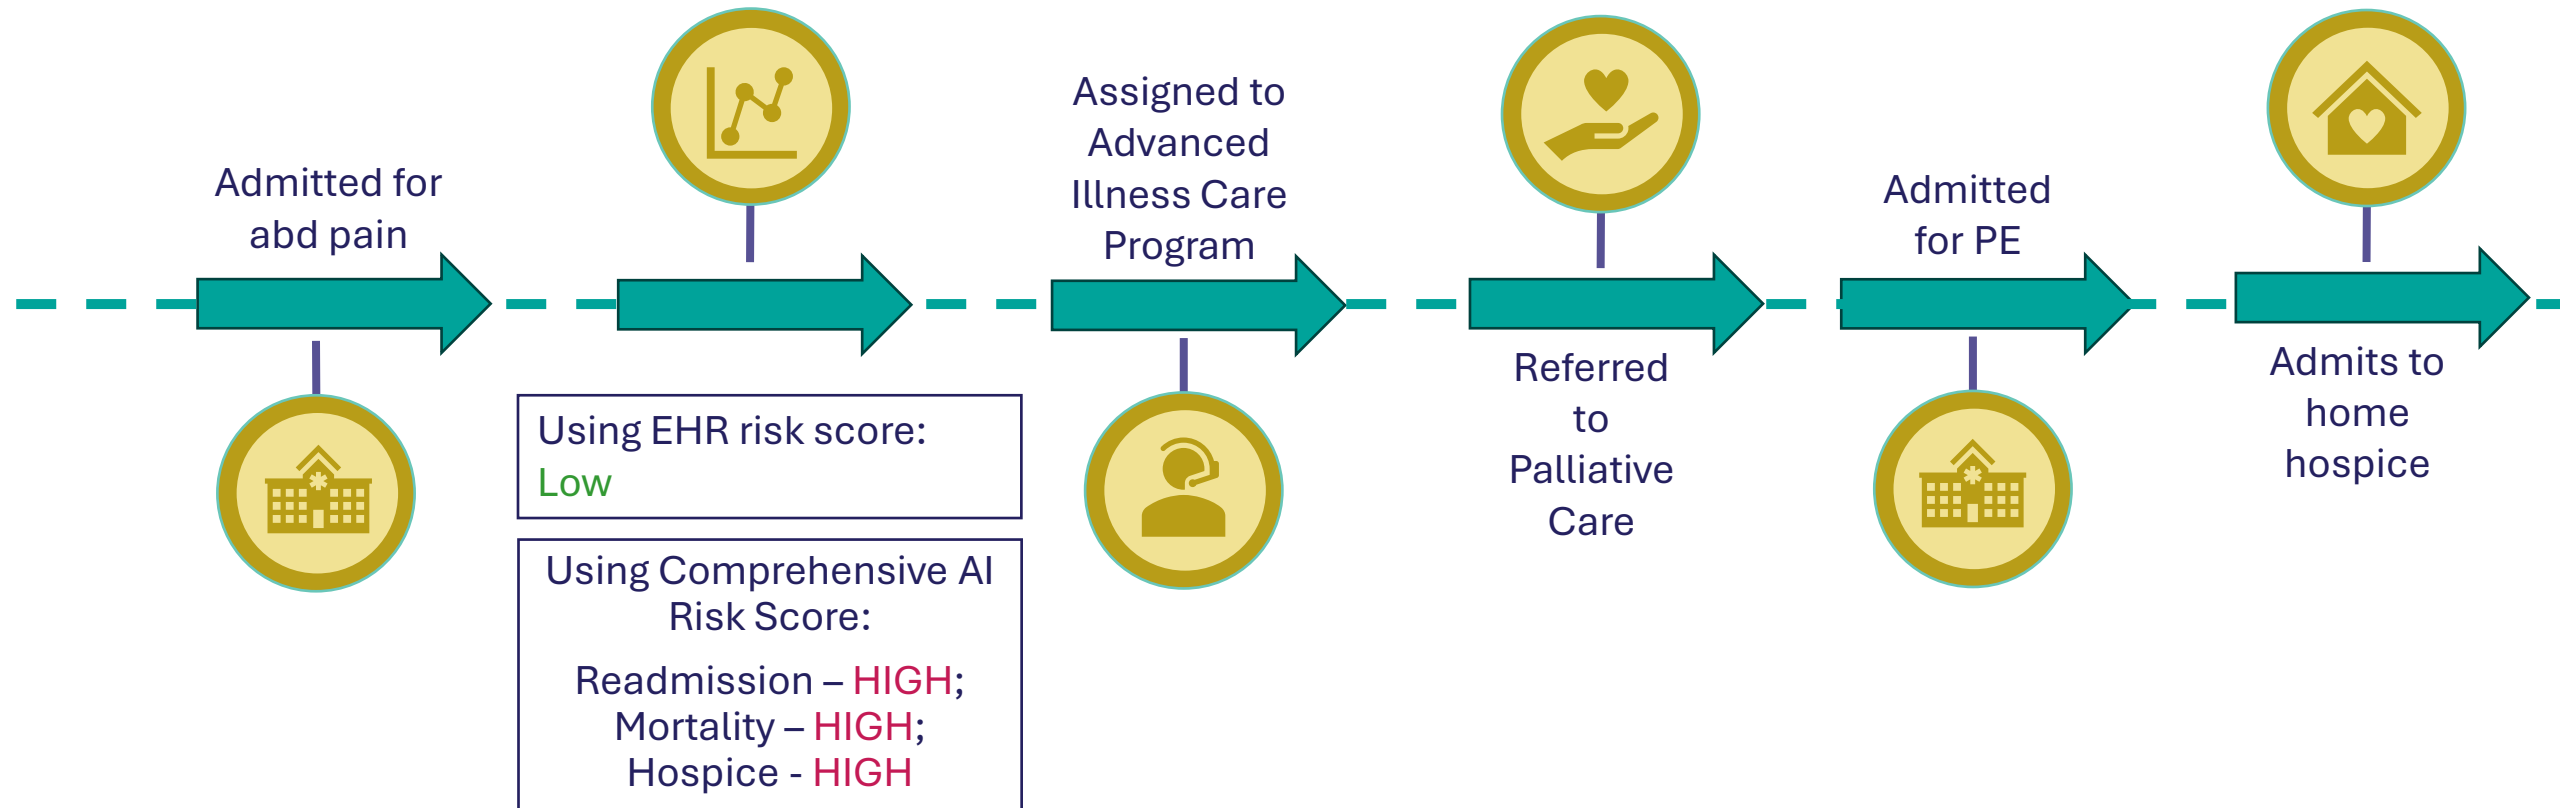 Admitted for
abd pain
Using EHR risk score:
Low
Using Comprehensive AI
Risk Score:
Readmission – HIGH;
Mortality – HIGH;
Hospice - HIGH
Assigned to
Advanced
Illness Care
Program
Referred
to
Palliative
Care
Admitted
for PE
Admits to
home
hospice